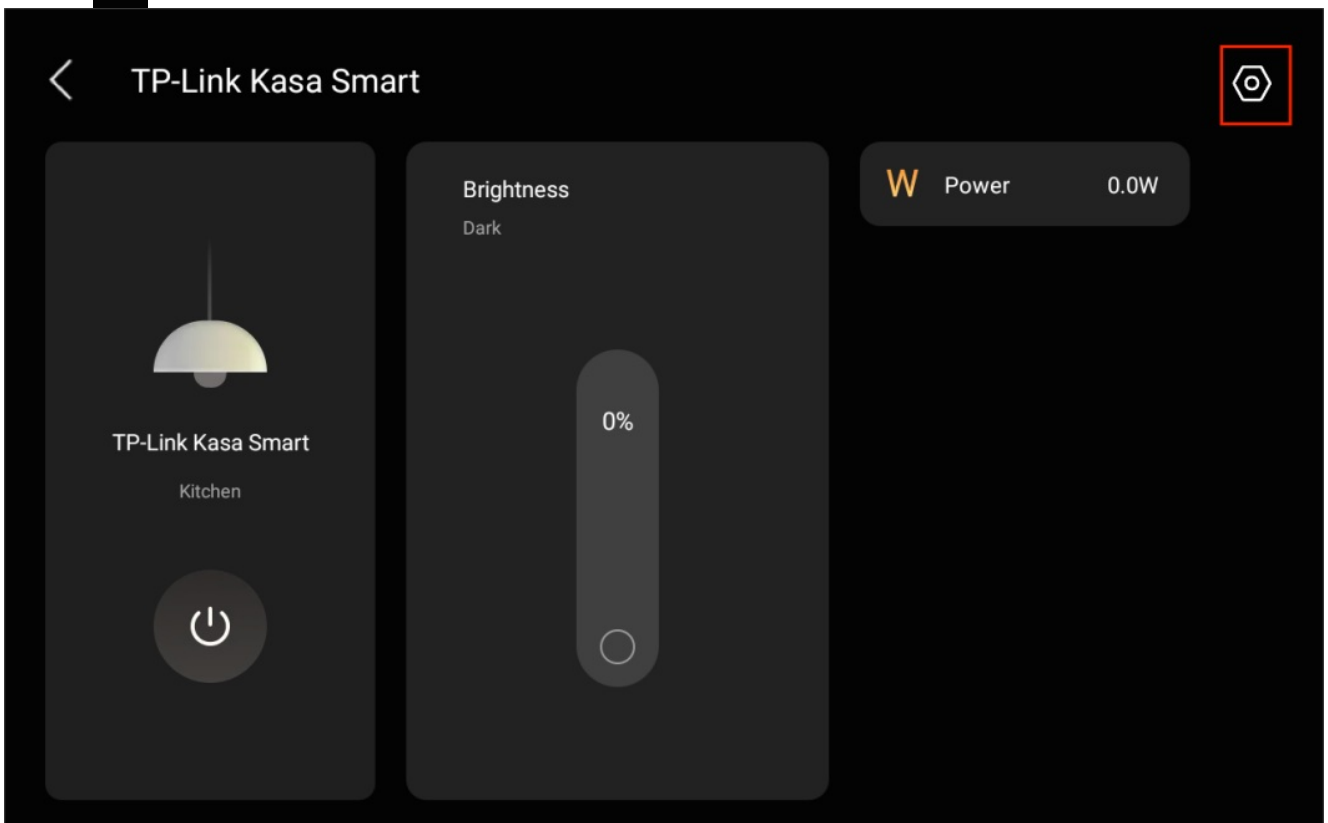 TP-Link Kasa Smart
TP-Link Kasa Smart
Kitchen
Brightness
Dark
0%
W Power 0.0W